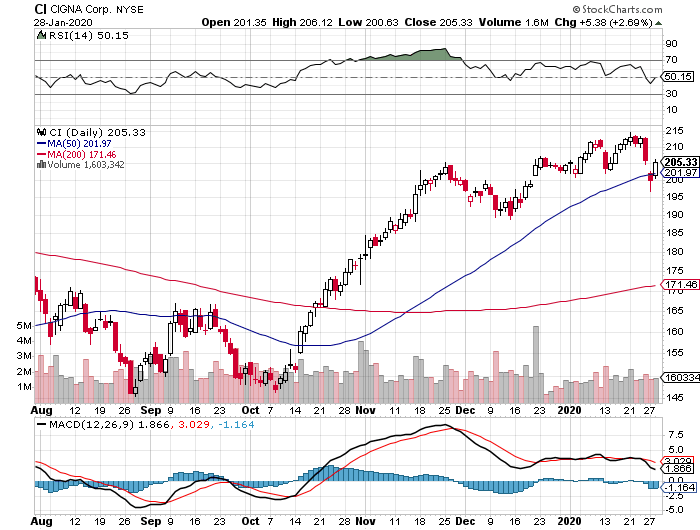 CI CIGNA Corp. NYSE © StockCharts.com
28-Jan-2020 Open 201.35 High 206.12 Low 200.63 Close 205.33 Volume 1.6M Chg +5.38 (+2.69%)
RSI(14) 50.15
90
70
50.15
30
10
CI (Daily) 205.33
MA(50) 201.97
MA(200) 171.46
Volume 1,603,342
215
210
205.33
201.97
200
195
190
185
180
175
171.46
170
165
160
155
1603342
145
5M
4M
3M
2M
1M
Aug 12 19 26 Sep 9 16 23 Oct 7 14 21 28 Nov 11 18 25 Dec 9 16 23 2020 13 21 27
MACD(12,26,9) 1.866, 3.029, -1.164
7.5
5.0
3.029
1.866
0.0
-1.164
-2.5
-5.0
Aug 12 19 26 Sep 9 16 23 Oct 7 14 21 28 Nov 11 18 25 Dec 9 16 23 2020 13 21 27